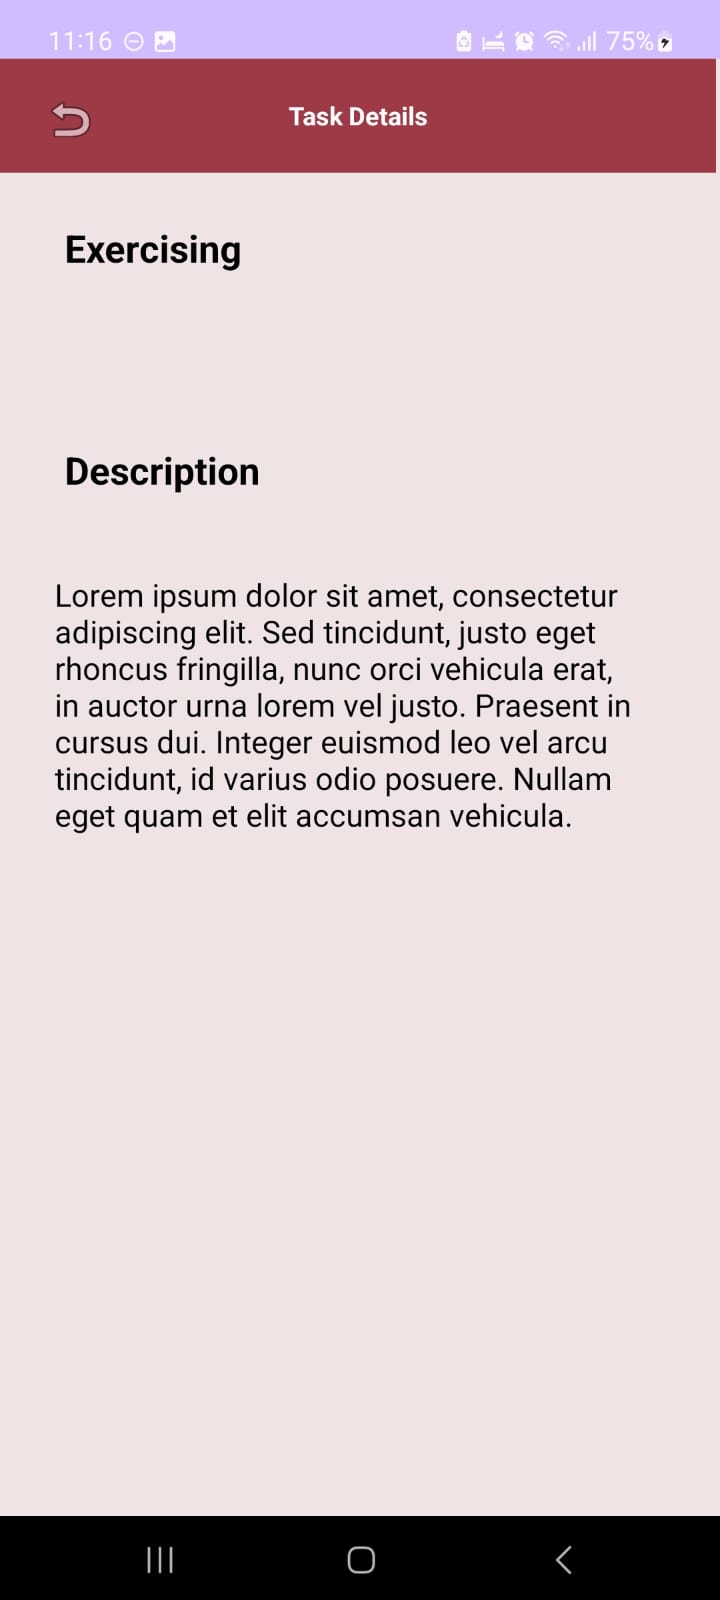 11:16
75%
Task Details
Exercising
Description
Lorem ipsum dolor sit amet, consectetur
adipiscing elit. Sed tincidunt, justo eget
rhoncus fringilla, nunc orci vehicula erat,
in auctor urna lorem vel justo. Praesent in
cursus dui. Integer euismod leo vel arcu
tincidunt, id varius odio posuere. Nullam
eget quam et elit accumsan vehicula.